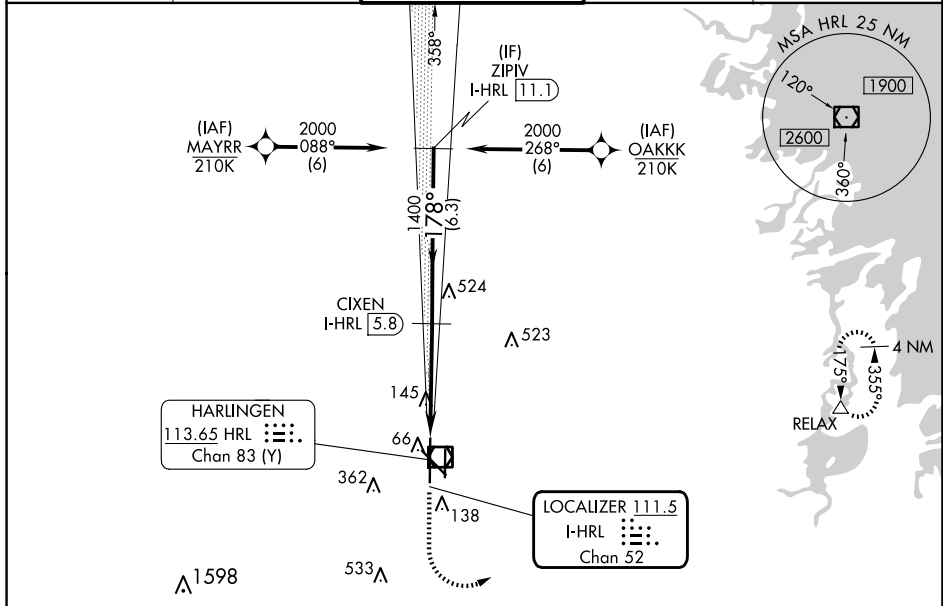 358°
(IF)
ZIPIV
I-HRL 11.1
MSA HRL 25 NM
120°
1900
2600
360°
(IAF)
MAYRR
210K
2000
088°
(6)
2000
268°
(6)
(IAF)
OAKKK
210K
1400
178°
(6.3)
524
CIXEN
I-HRL 5.8
523
4 NM
175°
355°
RELAX
145
HARLINGEN
113.65 HRL
Chan 83 (Y)
66
362
138
LOCALIZER 111.5
I-HRL
Chan 52
1598
533